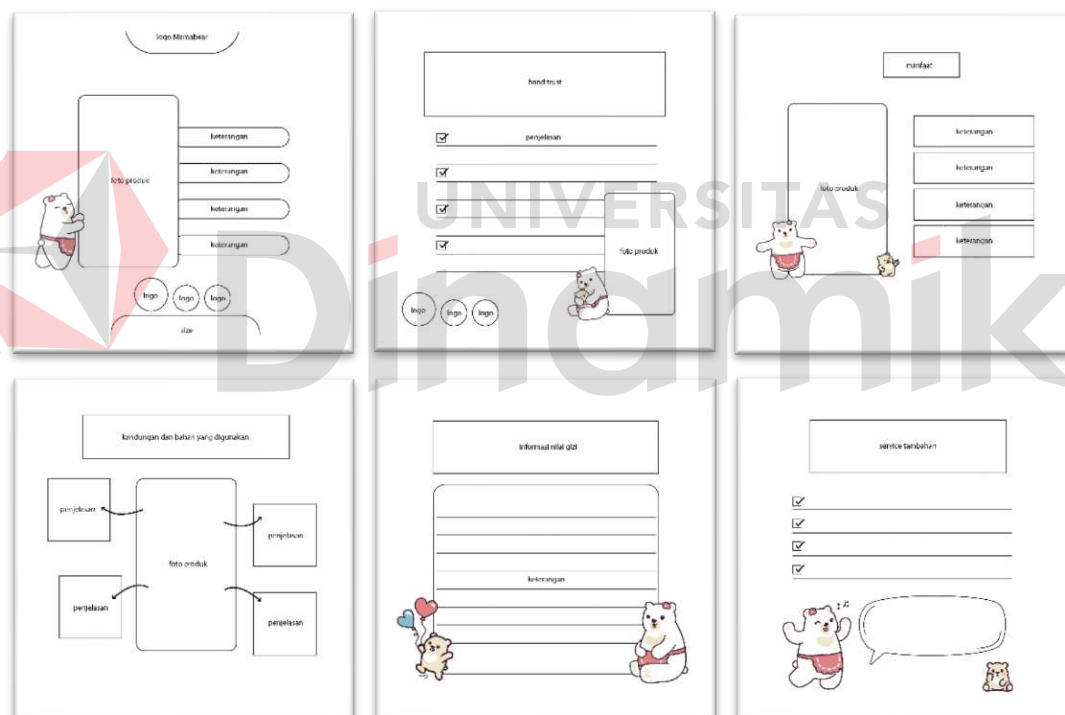 logo Mamabear
foto produk
keterangan
keterangan
keterangan
keterangan
logo
logo
logo
size
bond trust
penjelasan
foto produk
logo
logo
logo
manfaat
foto produk
keterangan
keterangan
keterangan
keterangan
UNIVERSITAS
Dinamika
kandungan dan bahan yang digunakan
penjelasan
penjelasan
foto produk
penjelasan
penjelasan
informasi nilai gizi
keterangan
service tambahan